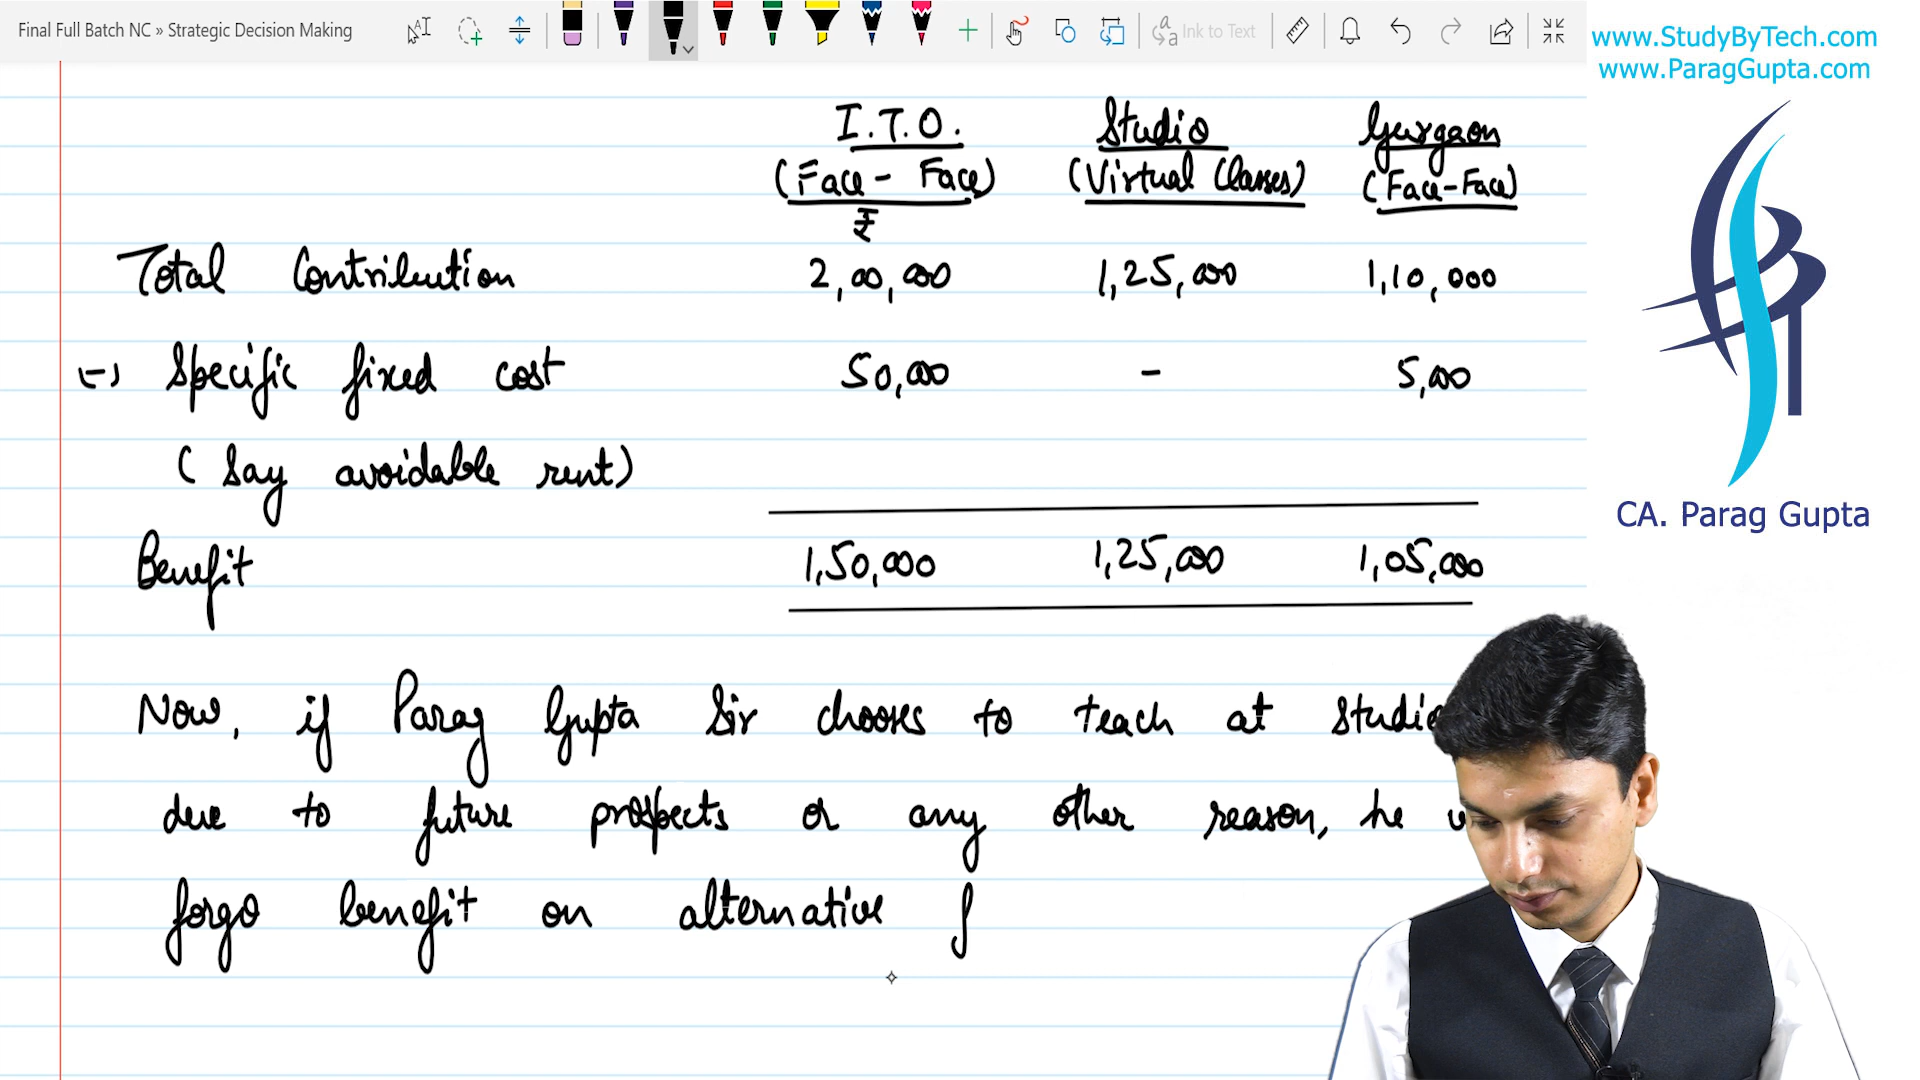 Final Full Batch NC » Strategic Decision Making
Ink to Text
www.StudyByTech.com
www.ParagGupta.com
I.T.O. Studio Gurgaon
(Face - Face) (Virtual Classes) (Face-Face)
₹
Total Contribution 2,00,000 1,25,000 1,10,000
(-) Specific fixed cost 50,000 - 5,000
(Say avoidable rent)
Benefit 1,50,000 1,25,000 1,05,000
CA. Parag Gupta
Now, if Parag Gupta Sir chooses to teach at Studio
due to future prospects or any other reason, he
forgo benefit on alternative